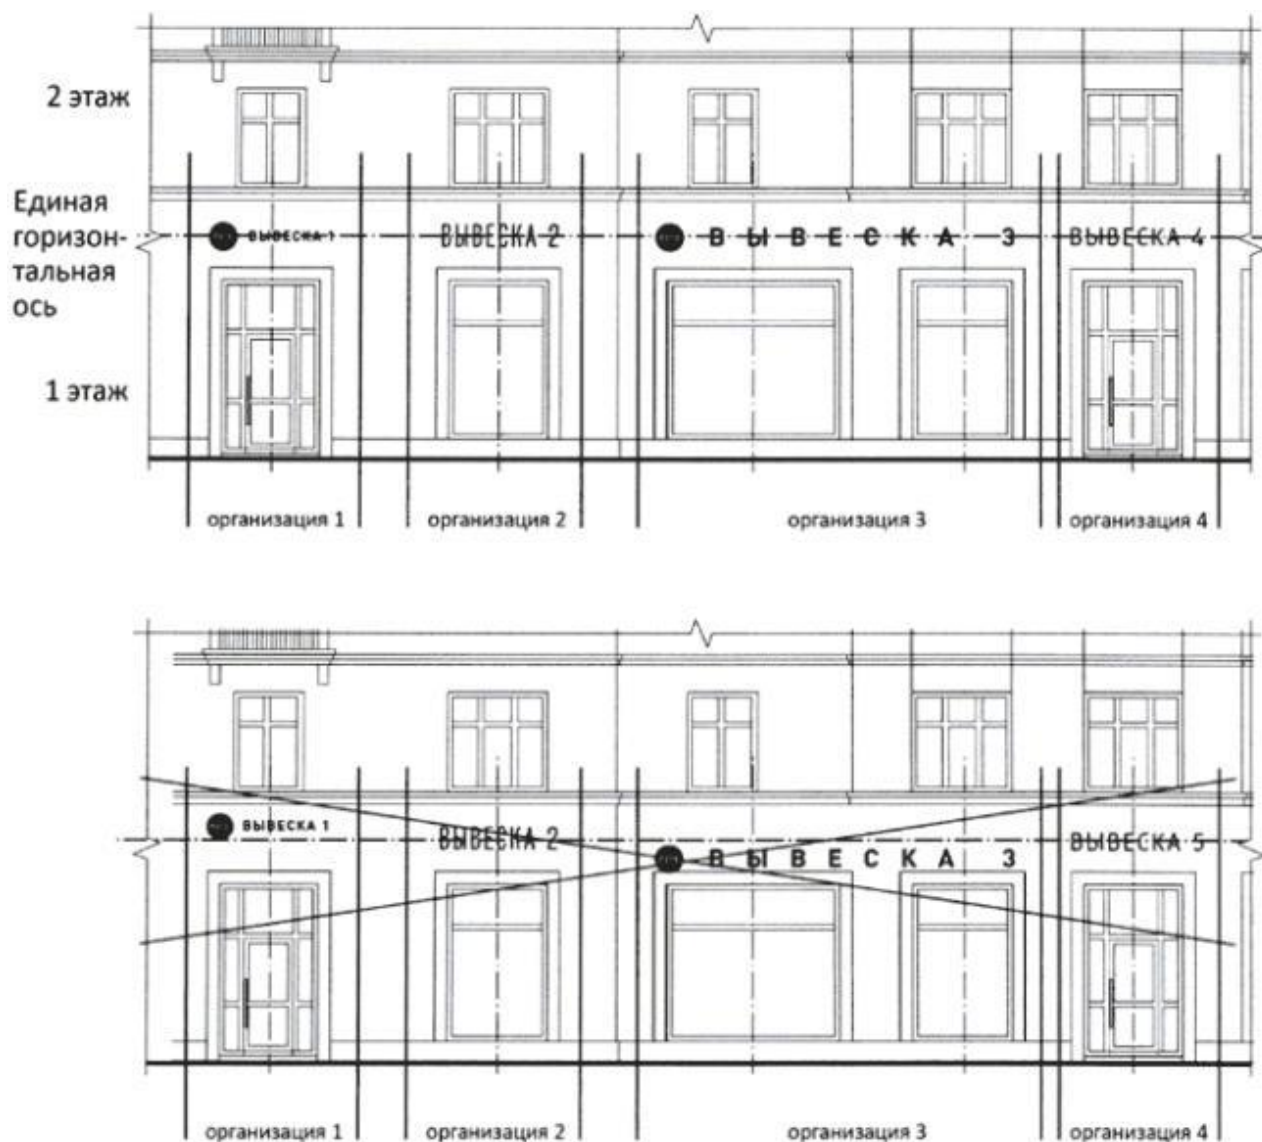 2 этаж
Единая
горизон-
тальная
ось
ВЫВЕСКА 1
ВЫВЕСКА 2
ВЫВЕСКА 3
ВЫВЕСКА 4
1 этаж
организация 1
организация 2
организация 3
организация 4
ВЫВЕСКА 1
ВЫВЕСКА 2
ВЫВЕСКА 3
ВЫВЕСКА 5
организация 1
организация 2
организация 3
организация 4